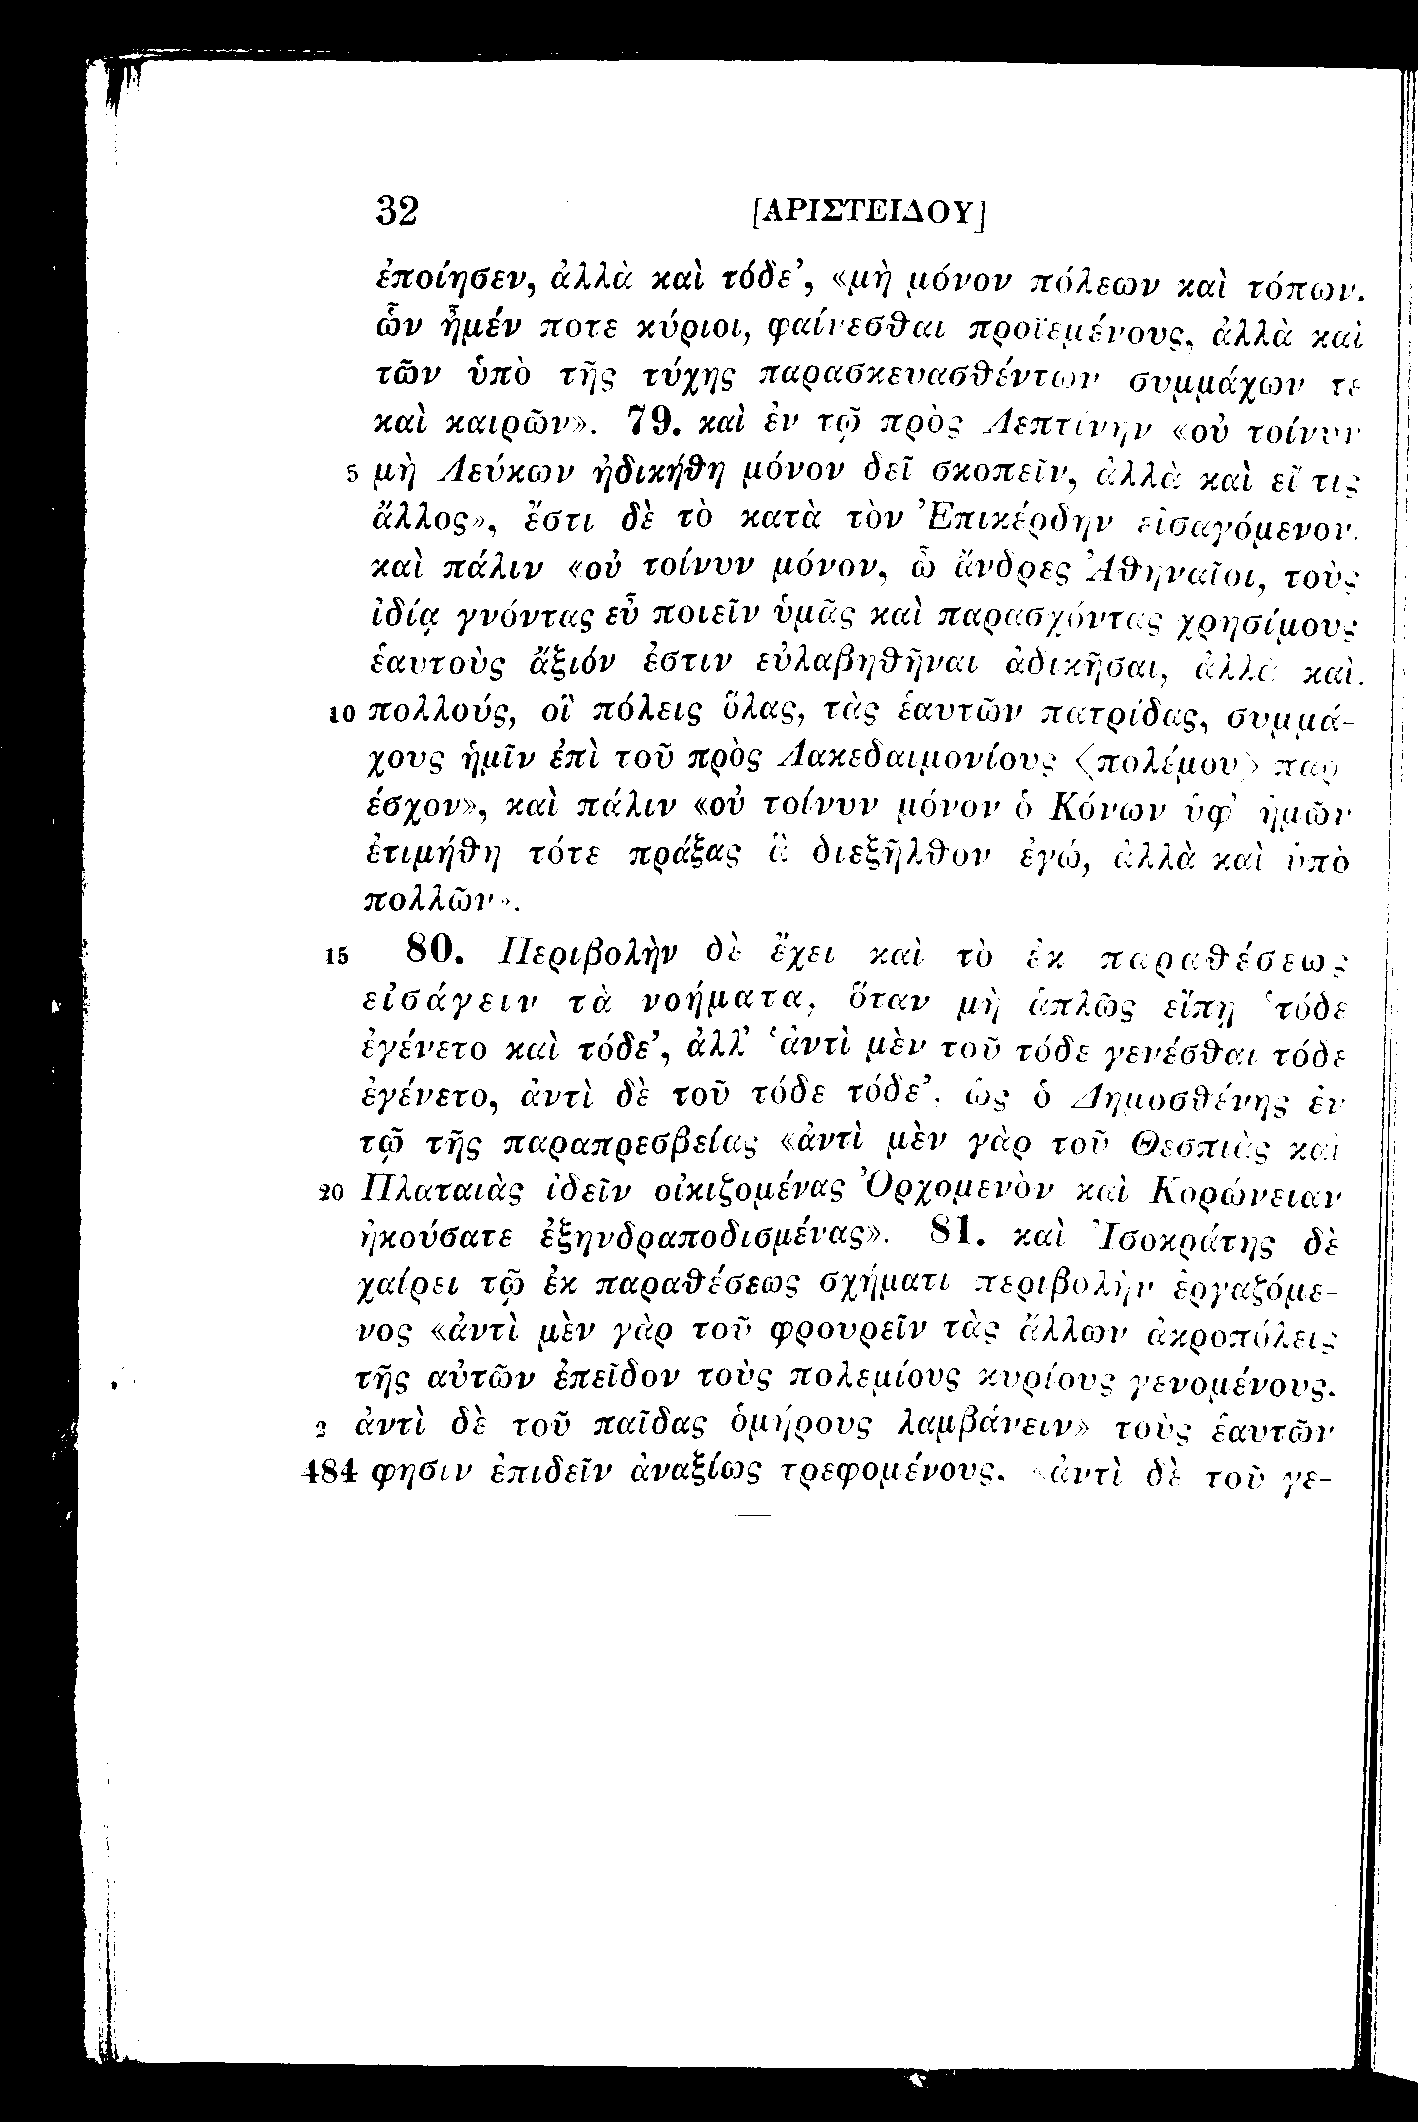 32 [ΑΡΙΣΤΕΙΔΟΥ]
ἐποίησεν, ἀλλὰ καὶ τόδε’, «μὴ μόνον πόλεων καὶ τόπων,
ὧν ἦμέν ποτε κύριοι, φαίνεσθαι προϊεμένους, ἀλλὰ καὶ
τῶν ὑπὸ τῆς τύχης παρασκευασθέντων συμμάχων τε
καὶ καιρῶν». 79. καὶ ἐν τῷ πρὸς Λεπτίνην «οὐ τοίνυν
5 μὴ Λεύκων ἠδικήθη μόνον δεῖ σκοπεῖν, ἀλλὰ καὶ εἴ τις
ἄλλος», ἔστι δὲ τὸ κατὰ τὸν Ἐπικέρδην εἰσαγόμενον.
καὶ πάλιν «οὐ τοίνυν μόνον, ὦ ἄνδρες Ἀθηναῖοι, τοὺς
ἰδίᾳ γνόντας εὖ ποιεῖν ὑμᾶς καὶ παρασχόντας χρησίμους
ἑαυτοὺς ἄξιόν ἐστιν εὐλαβηθῆναι ἀδικῆσαι, ἀλλὰ καὶ
10 πολλούς, οἳ πόλεις ὅλας, τὰς ἑαυτῶν πατρίδας, συμμά-
χους ἡμῖν ἐπὶ τοῦ πρὸς Λακεδαιμονίους ⟨πολέμου⟩ παρ
έσχον», καὶ πάλιν «οὐ τοίνυν μόνον ὁ Κόνων ὑφ’ ἡμῶν
ἐτιμήθη τότε πράξας ἃ διεξῆλθον ἐγώ, ἀλλὰ καὶ ὑπὸ
πολλῶν».
15 80. Περιβολὴν δὲ ἔχει καὶ τὸ ἐκ παραθέσεως
εἰσάγειν τὰ νοήματα, ὅταν μὴ ἁπλῶς εἴπῃ ‘τόδε
ἐγένετο καὶ τόδε’, ἀλλ’ ‘ἀντὶ μὲν τοῦ τόδε γενέσθαι τόδε
ἐγένετο, ἀντὶ δὲ τοῦ τόδε τόδε’, ὡς ὁ Δημοσθένης ἐν
τῷ τῆς παραπρεσβείας «ἀντὶ μὲν γὰρ τοῦ Θεσπιὰς καὶ
20 Πλαταιὰς ἰδεῖν οἰκιζομένας Ὀρχομενὸν καὶ Κορώνειαν
ἠκούσατε ἐξηνδραποδισμένας». 81. καὶ Ἰσοκράτης δὲ
χαίρει τῷ ἐκ παραθέσεως σχήματι περιβολὴν ἐργαζόμε-
νος «ἀντὶ μὲν γὰρ τοῦ φρουρεῖν τὰς ἄλλων ἀκροπόλεις
τῆς αὐτῶν ἐπεῖδον τοὺς πολεμίους κυρίους γενομένους,
2 ἀντὶ δὲ τοῦ παῖδας ὁμήρους λαμβάνειν» τοὺς ἑαυτῶν
484 φησιν ἐπιδεῖν ἀναξίως τρεφομένους, «ἀντὶ δὲ τοῦ γε-